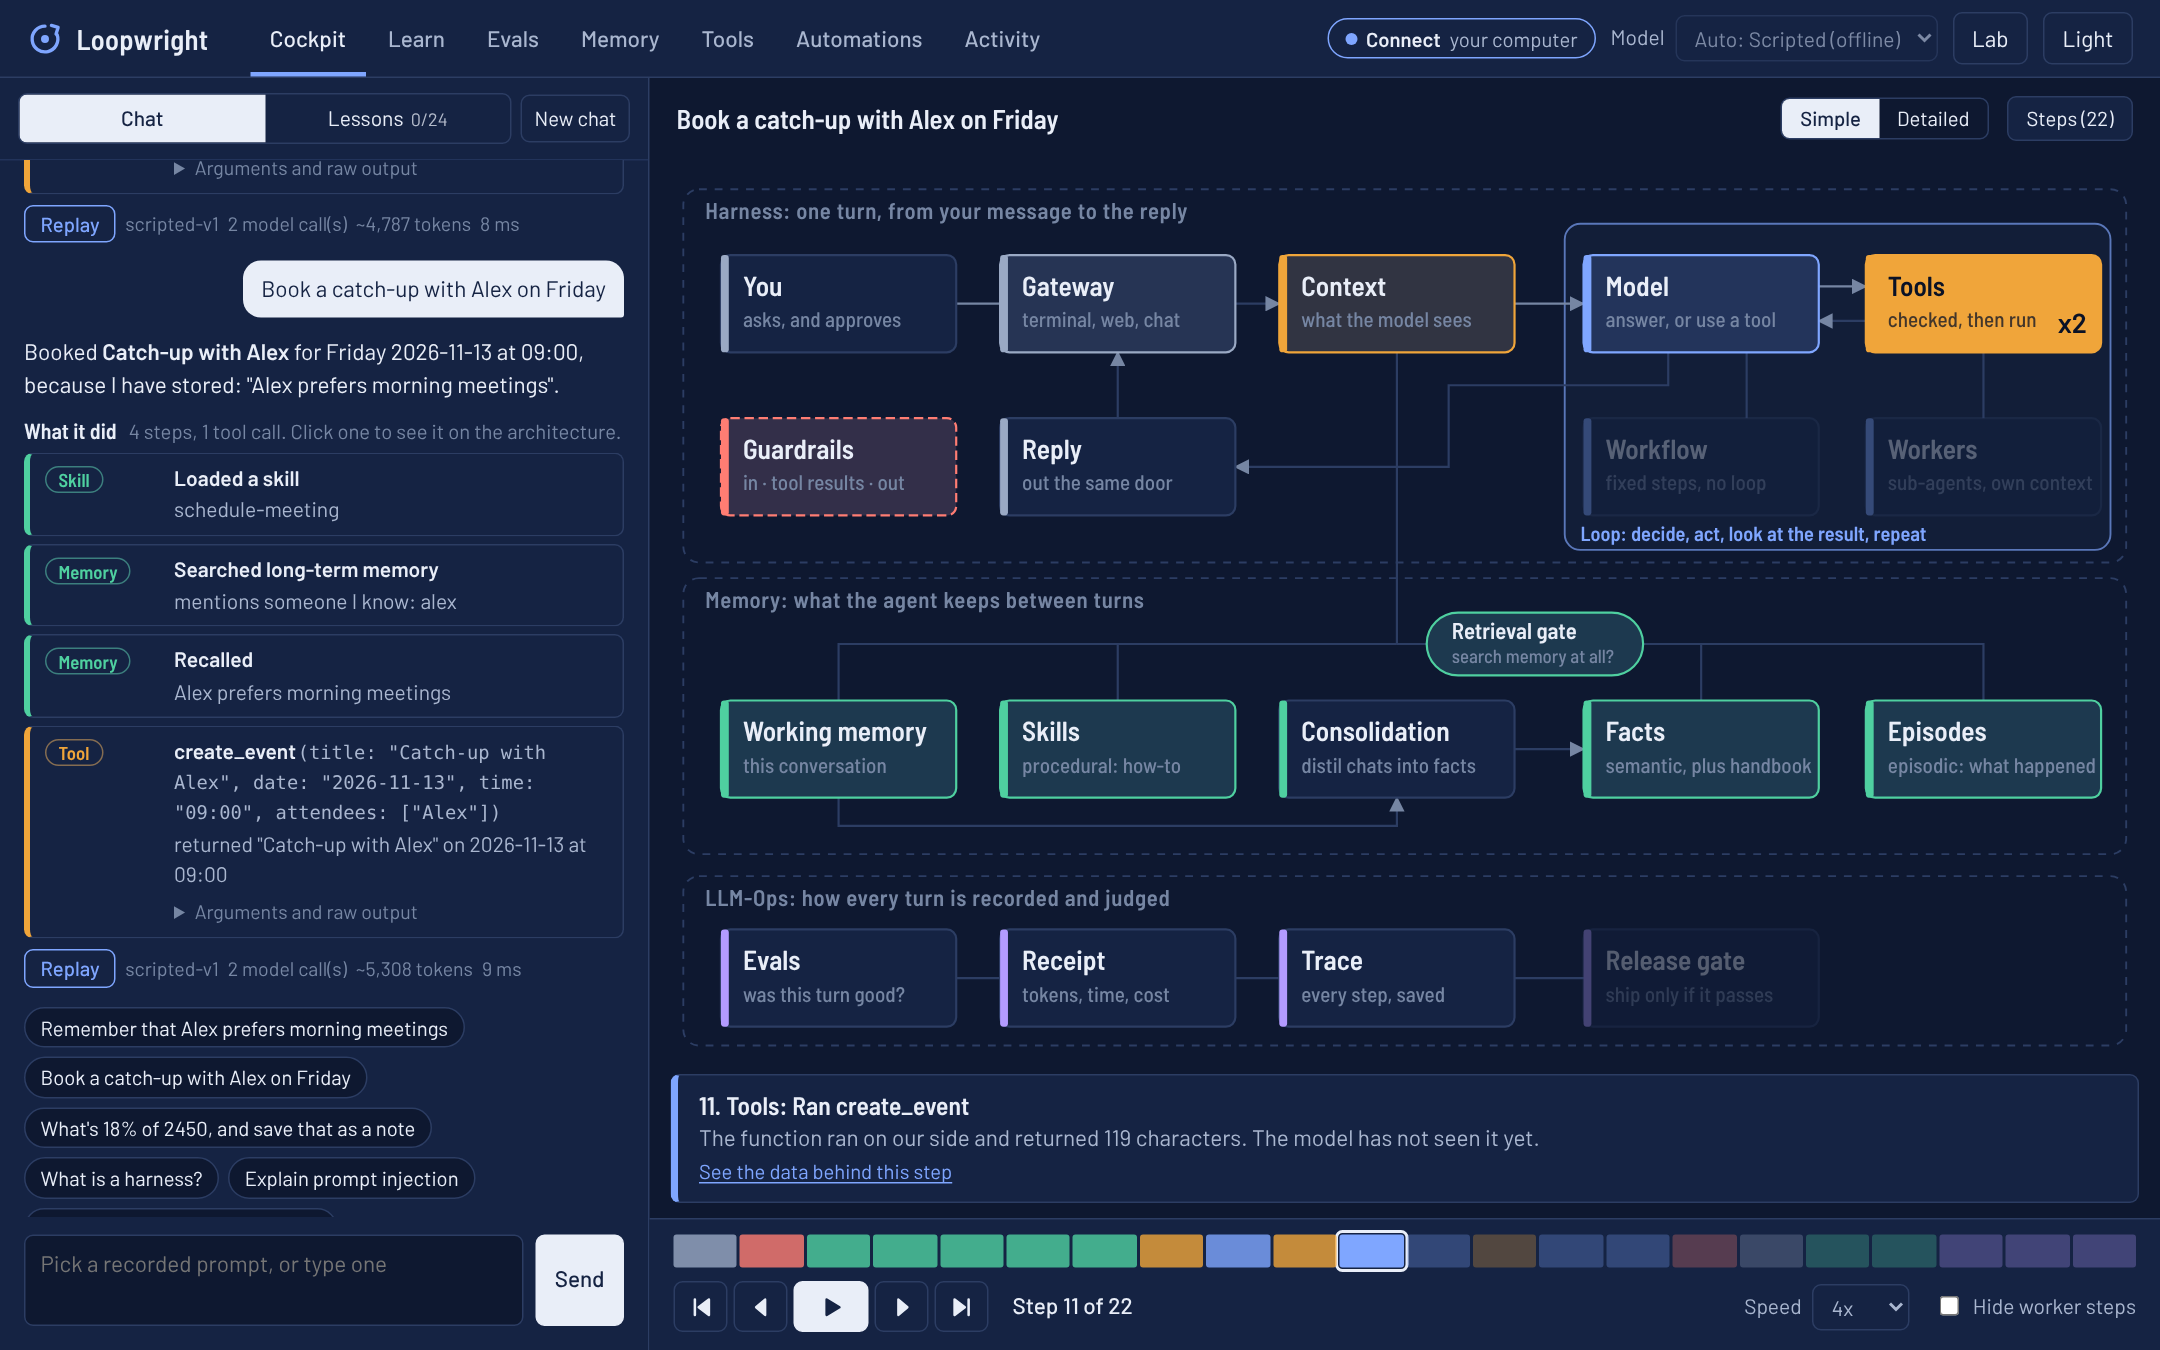 Loopwright
Cockpit
Learn
Evals
Memory
Tools
Automations
Activity
Connect your computer
Model
Auto: Scripted (offline)
Lab
Light
Chat
Lessons 0/24
New chat
Arguments and raw output
Replay
scripted-v1 2 model call(s) ~4,787 tokens 8 ms
Book a catch-up with Alex on Friday
Booked Catch-up with Alex for Friday 2026-11-13 at 09:00,
because I have stored: "Alex prefers morning meetings".
What it did 4 steps, 1 tool call. Click one to see it on the architecture.
Skill
Loaded a skill
schedule-meeting
Memory
Searched long-term memory
mentions someone I know: alex
Memory
Recalled
Alex prefers morning meetings
Tool
create_event(title: "Catch-up with
Alex", date: "2026-11-13", time:
"09:00", attendees: ["Alex"])
returned "Catch-up with Alex" on 2026-11-13 at
09:00
Arguments and raw output
Replay
scripted-v1 2 model call(s) ~5,308 tokens 9 ms
Remember that Alex prefers morning meetings
Book a catch-up with Alex on Friday
What's 18% of 2450, and save that as a note
What is a harness?
Explain prompt injection
Pick a recorded prompt, or type one
Send
Book a catch-up with Alex on Friday
Simple
Detailed
Steps (22)
Harness: one turn, from your message to the reply
You
asks, and approves
Gateway
terminal, web, chat
Context
what the model sees
Model
answer, or use a tool
Tools
checked, then run
x2
Guardrails
in · tool results · out
Reply
out the same door
Workflow
fixed steps, no loop
Workers
sub-agents, own context
Loop: decide, act, look at the result, repeat
Memory: what the agent keeps between turns
Retrieval gate
search memory at all?
Working memory
this conversation
Skills
procedural: how-to
Consolidation
distil chats into facts
Facts
semantic, plus handbook
Episodes
episodic: what happened
LLM-Ops: how every turn is recorded and judged
Evals
was this turn good?
Receipt
tokens, time, cost
Trace
every step, saved
Release gate
ship only if it passes
11. Tools: Ran create_event
The function ran on our side and returned 119 characters. The model has not seen it yet.
See the data behind this step
Step 11 of 22
Speed
4x
Hide worker steps